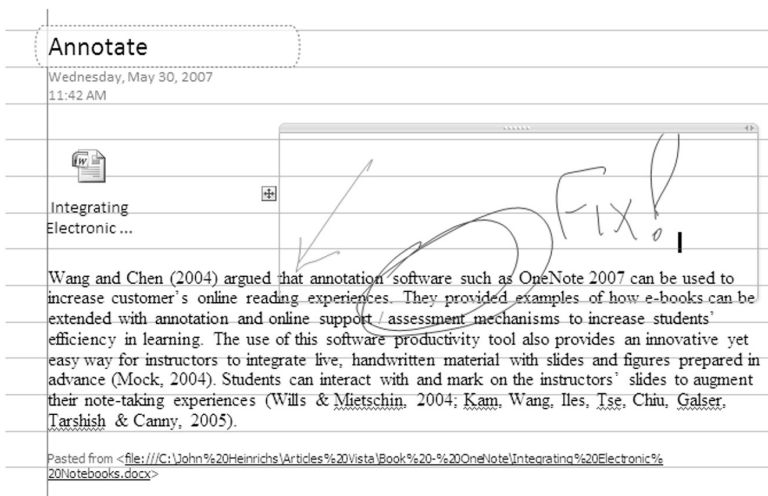 Annotate
Wednesday, May 30, 2007
11:42 AM
Integrating
Electronic ...
Fix!
Wang and Chen (2004) argued that annotation software such as OneNote 2007 can be used to
increase customer's online reading experiences. They provided examples of how e-books can be
extended with annotation and online support / assessment mechanisms to increase students'
efficiency in learning. The use of this software productivity tool also provides an innovative yet
easy way for instructors to integrate live, handwritten material with slides and figures prepared in
advance (Mock, 2004). Students can interact with and mark on the instructors' slides to augment
their note-taking experiences (Wills & Mietschin, 2004; Kam, Wang, Iles, Tse, Chiu, Galser,
Tarshish & Canny, 2005).
Pasted from <file:///C:\John%20Heinrichs\Articles%20Vista\Book%20-%20OneNote\Integrating%20Electronic%
20Notebooks.docx>